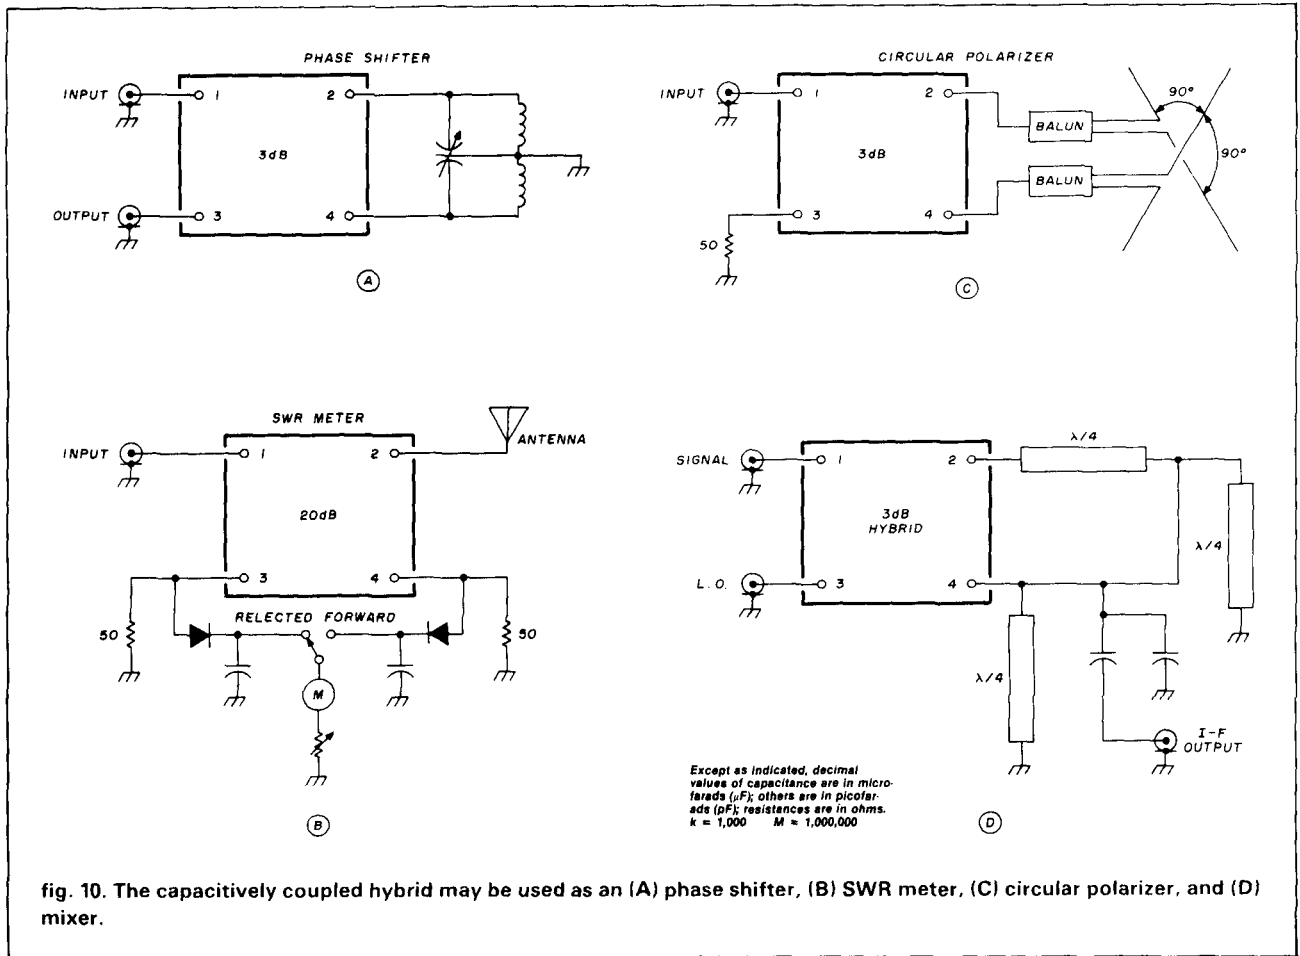 PHASE SHIFTER
INPUT
1
2
3dB
OUTPUT
3
4
A
CIRCULAR POLARIZER
INPUT
1
2
3dB
3
4
50
BALUN
BALUN
90°
90°
C
SWR METER
INPUT
1
2
ANTENNA
20dB
3
4
RELECTED FORWARD
50
50
M
B
SIGNAL
1
2
λ/4
3dB
HYBRID
L.O.
3
4
λ/4
λ/4
I-F
OUTPUT
Except as indicated, decimal
values of capacitance are in micro-
farads (μF); others are in picofar-
ads (pF); resistances are in ohms.
k = 1,000 M = 1,000,000
D
fig. 10. The capacitively coupled hybrid may be used as an (A) phase shifter, (B) SWR meter, (C) circular polarizer, and (D)
mixer.